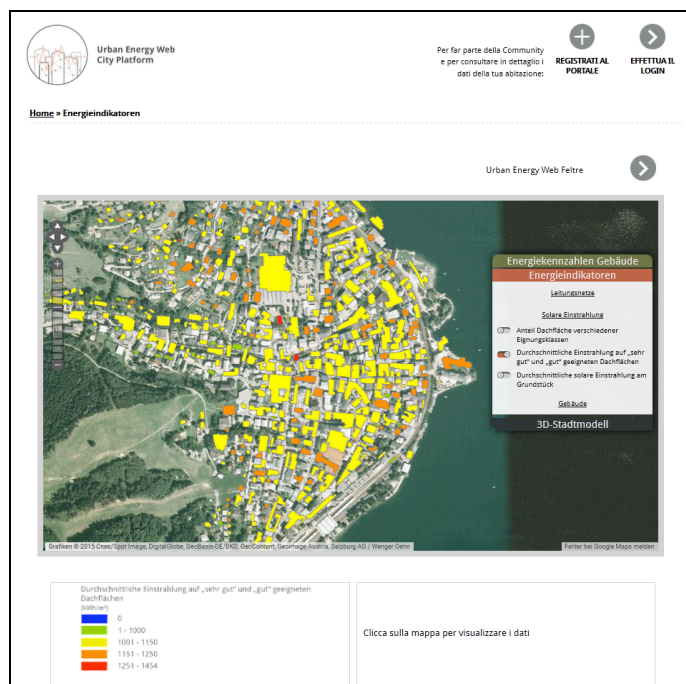 Urban Energy Web
City Platform
Per far parte della Community
e per consultare in dettaglio i
dati della tua abitazione:
REGISTRATI AL
PORTALE
EFFETTUA IL
LOGIN
Home » Energieindikatoren
Urban Energy Web Feltre
Energiekennzahlen Gebäude
Energieindikatoren
Leitungsnetze
Solare Einstrahlung
Anteil Dachfläche verschiedener
Eignungsklassen
Durchschnittliche Einstrahlung auf „sehr
gut" und „gut" geeigneten Dachflächen
Durchschnittliche solare Einstrahlung am
Grundstück
Gebäude
3D-Stadtmodell
Grafiken © 2015 Cnes/Spot Image, DigitalGlobe, GeoBasis-DE/BKG, GeoContent, Geoimage Austria, Salzburg AG / Wenger Oehn
Fehler bei Google Maps melden
Durchschnittliche Einstrahlung auf „sehr gut" und „gut" geeigneten
Dachflächen
[kWh/m²]
0
1 - 1000
1001 - 1150
1151 - 1250
1251 - 1454
Clicca sulla mappa per visualizzare i dati